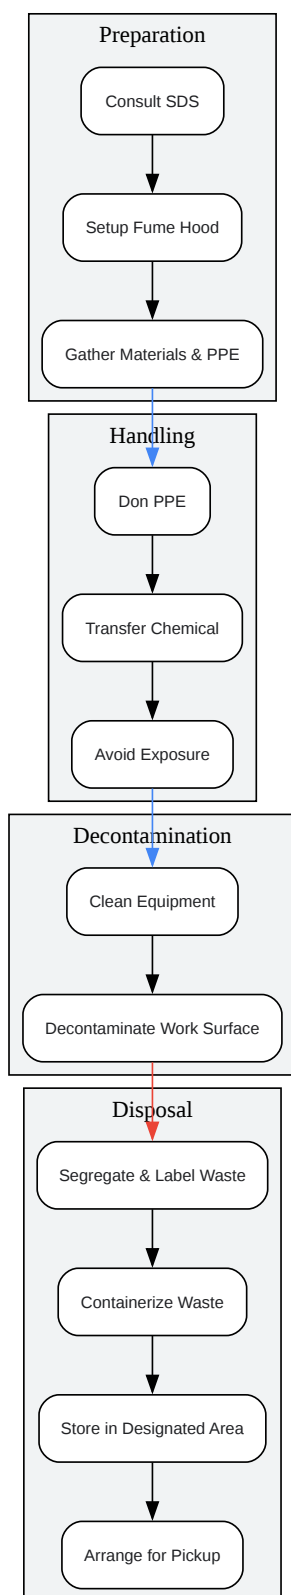 Preparation
Consult SDS
Setup Fume Hood
Gather Materials & PPE
Handling
Don PPE
Transfer Chemical
Avoid Exposure
Decontamination
Clean Equipment
Decontaminate Work Surface
Disposal
Segregate & Label Waste
Containerize Waste
Store in Designated Area
Arrange for Pickup